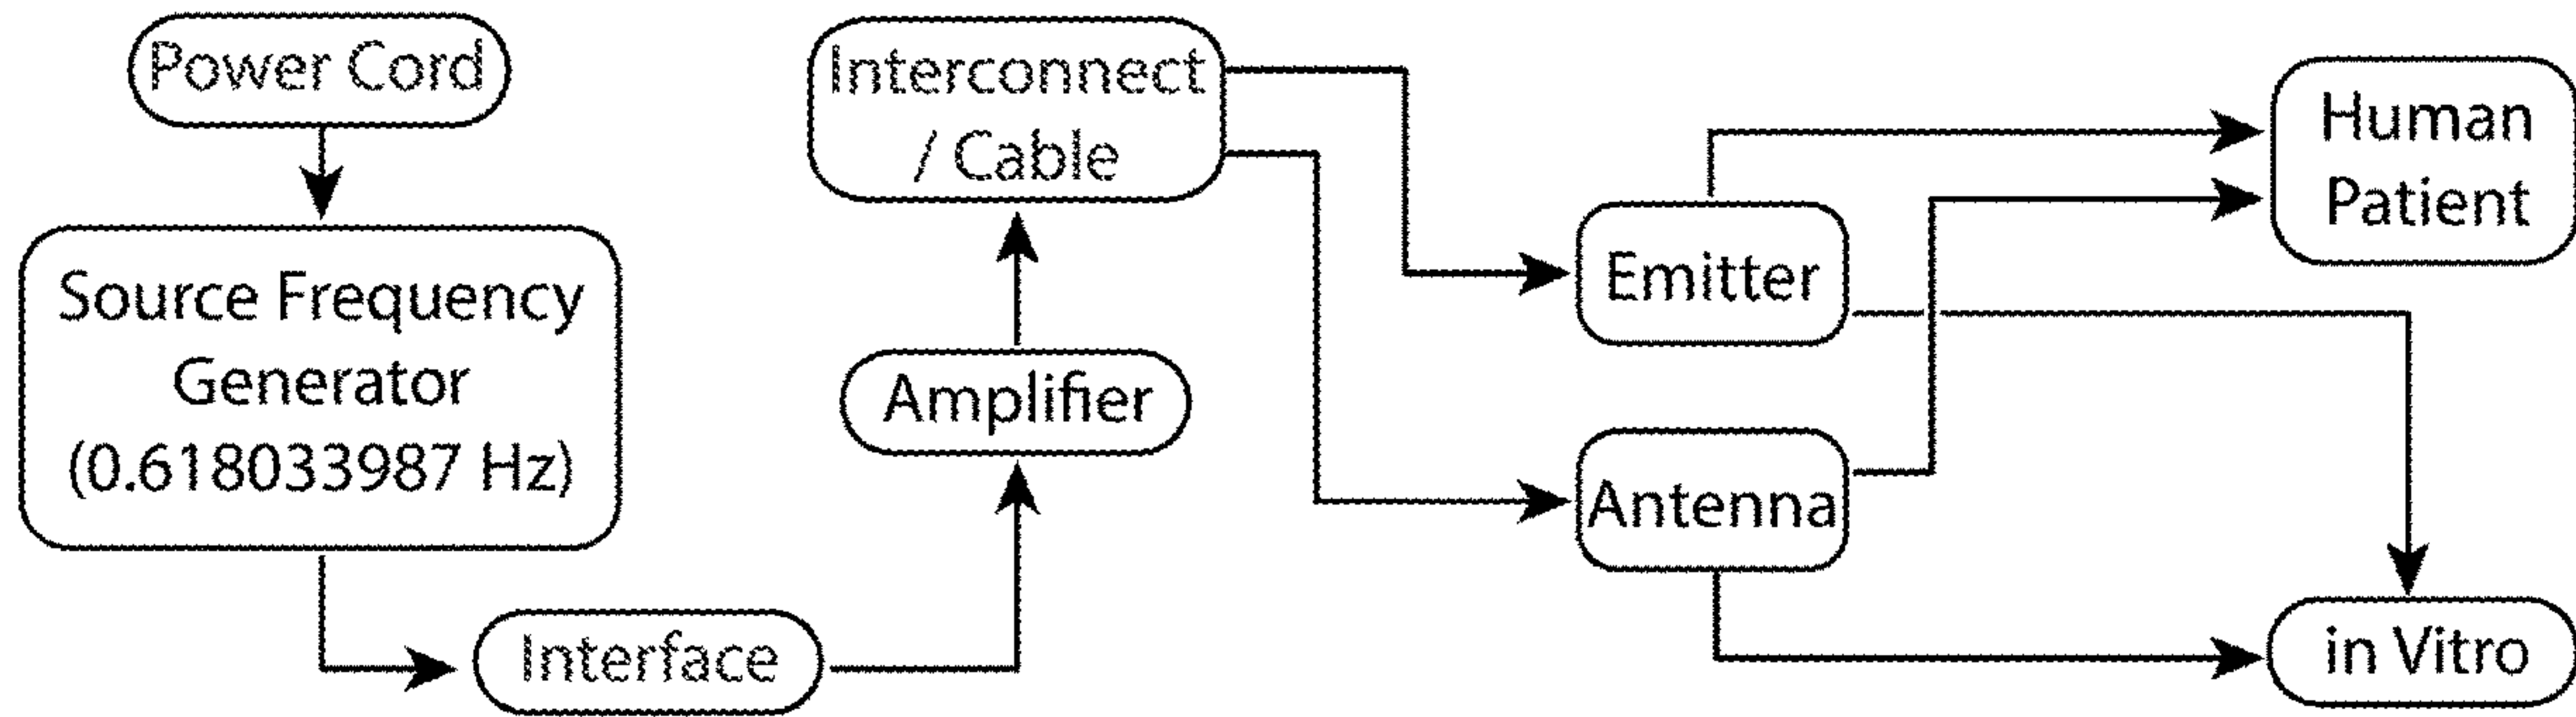 Power Cord
Source Frequency
Generator
(0.618033987 Hz)
Interface
Amplifier
Interconnect
/ Cable
Emitter
Antenna
Human
Patient
in Vitro